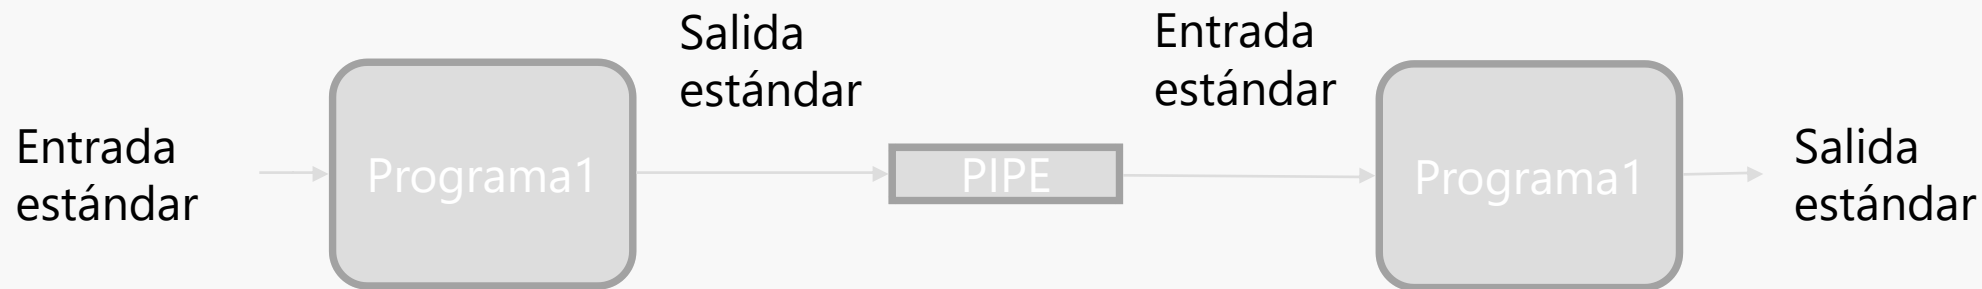 Entrada
estándar
Programa1
Salida
estándar
PIPE
Entrada
estándar
Programa1
Salida
estándar